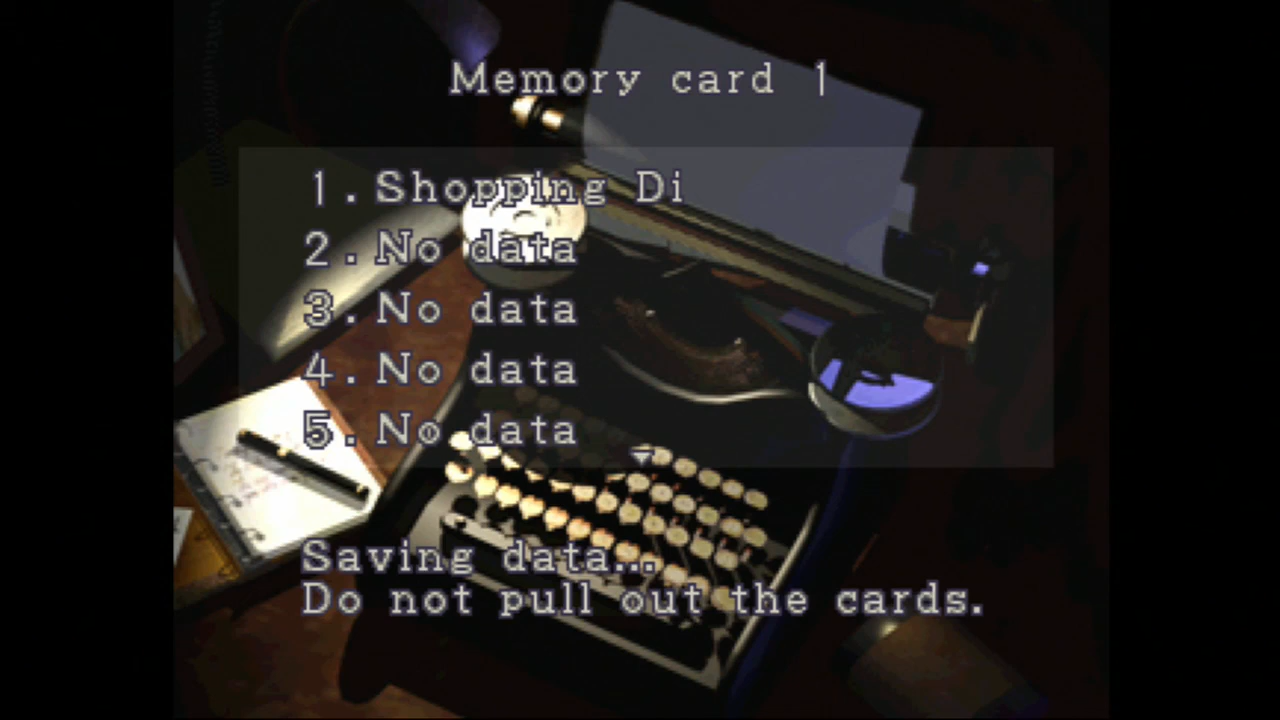 Memory card 1
1. Shopping Di
2. No data
3. No data
4. No data
5. No data
Saving data...
Do not pull out the cards.